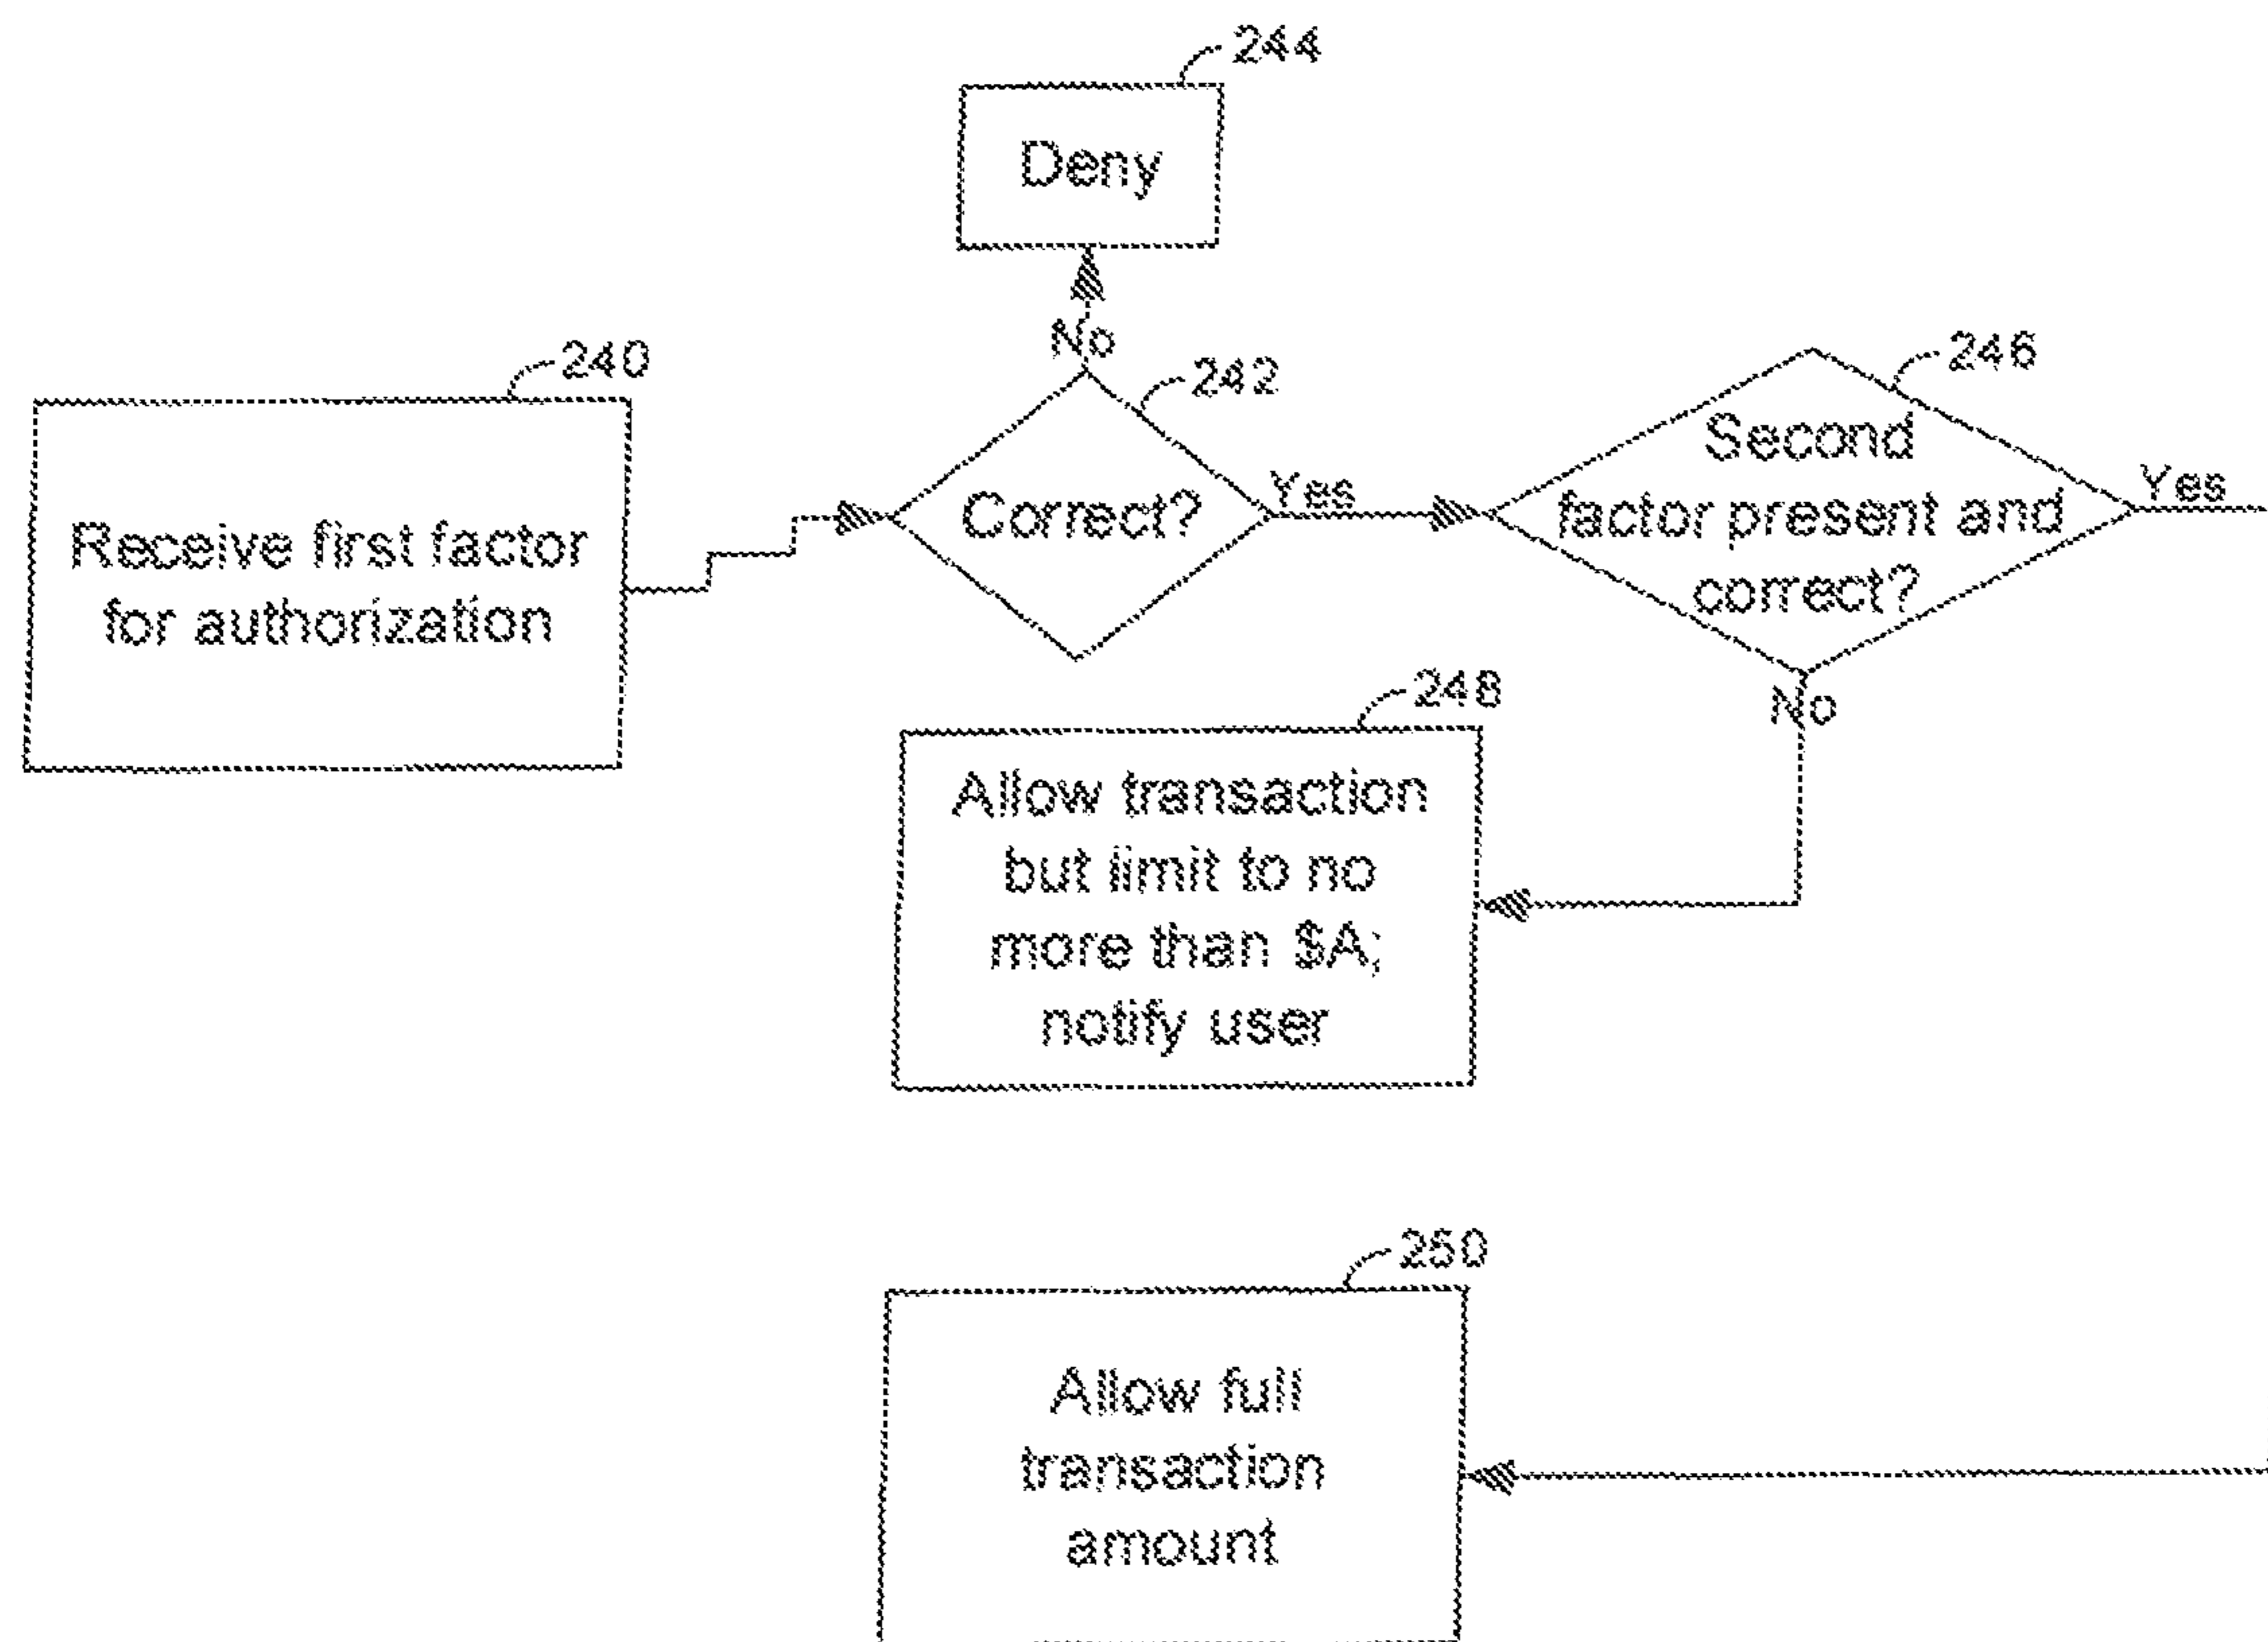 244
Deny
No
240
242
246
Receive first factor
for authorization
Correct?
Yes
Second
factor present and
correct?
Yes
No
248
Allow transaction
but limit to no
more than $A;
notify user
250
Allow full
transaction
amount